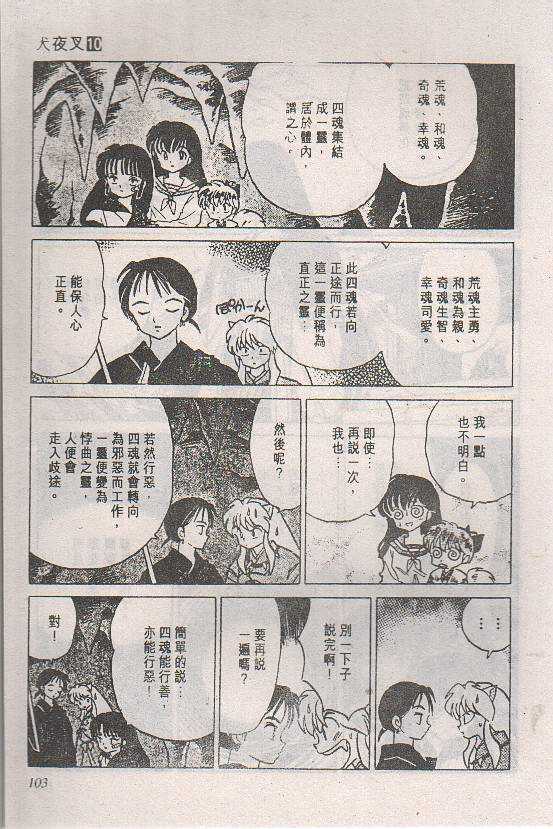 犬夜叉10
荒魂、和魂、
奇魂、幸魂。
四魂集結
成一靈，
居於體內，
謂之心。
荒魂主勇、
和魂為親、
奇魂生智、
幸魂司愛。
此四魂若向
正途而行，
這一靈便稱為
直正之靈…
ぽかーん
能保人心
正直。
我一點
也不明白。
即使…
再說一次，
我也…
然後呢？
若然行惡，
四魂就會轉向
為邪惡而工作，
一靈便變為
悖曲之靈，
人便會
走入歧途。
…
…
別一下子
說完啊！
要再說
一遍嗎？
簡單的說…
四魂能行善，
亦能行惡！
對！
103